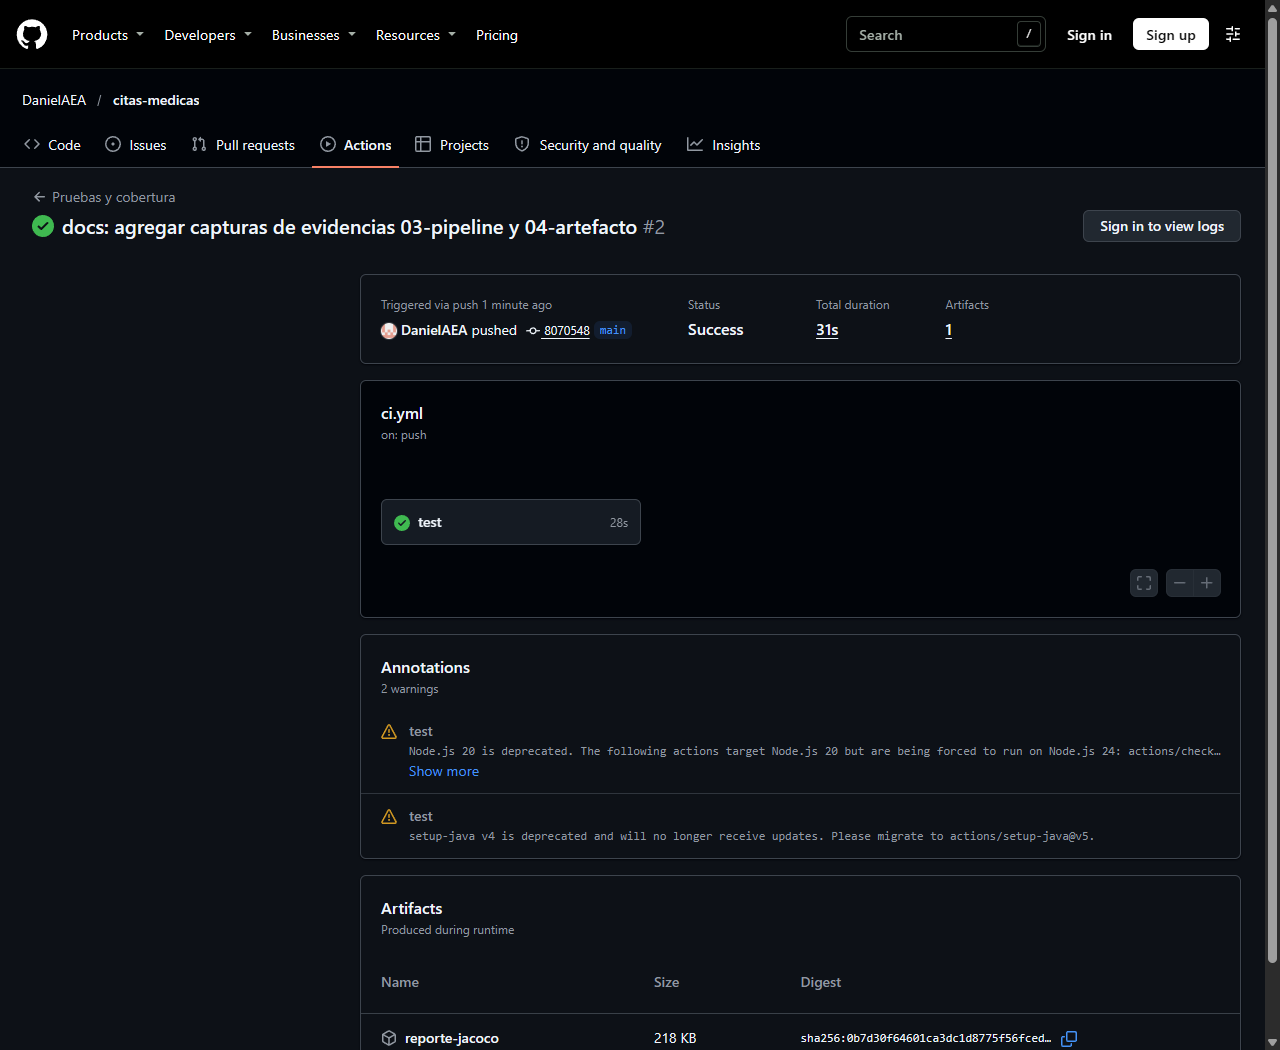 Products Developers Businesses Resources Pricing Search / Sign in Sign up
DanielAEA / citas-medicas
Code Issues Pull requests Actions Projects Security and quality Insights
Pruebas y cobertura
docs: agregar capturas de evidencias 03-pipeline y 04-artefacto #2
Sign in to view logs
Triggered via push 1 minute ago Status Total duration Artifacts
DanielAEA pushed 8070548 main Success 31s 1
ci.yml
on: push
test 28s
Annotations
2 warnings
test
Node.js 20 is deprecated. The following actions target Node.js 20 but are being forced to run on Node.js 24: actions/check…
Show more
test
setup-java v4 is deprecated and will no longer receive updates. Please migrate to actions/setup-java@v5.
Artifacts
Produced during runtime
Name Size Digest
reporte-jacoco 218 KB sha256:0b7d30f64601ca3dc1d8775f56fced…